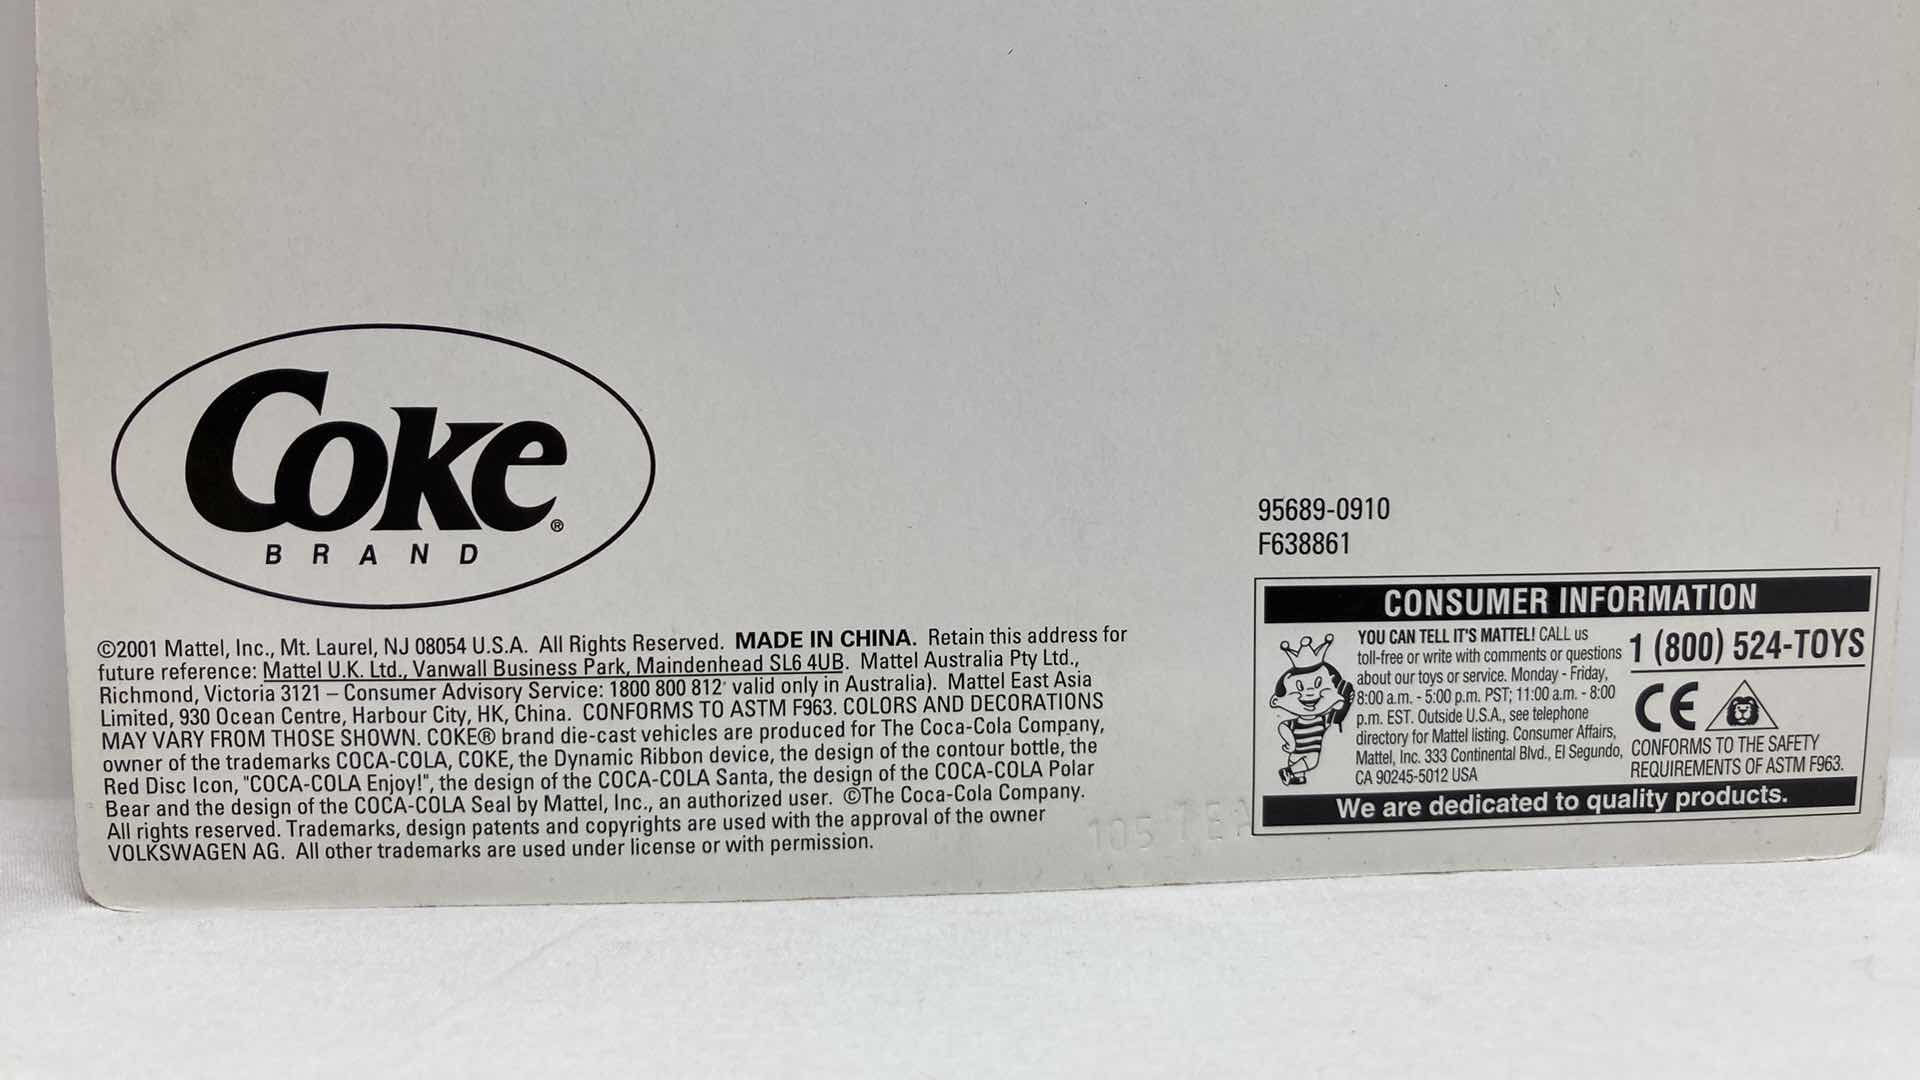 Coke®
BRAND
©2001 Mattel, Inc., Mt. Laurel, NJ 08054 U.S.A. All Rights Reserved. MADE IN CHINA. Retain this address for
future reference: Mattel U.K. Ltd., Vanwall Business Park, Maindenhead SL6 4UB. Mattel Australia Pty Ltd.,
Richmond, Victoria 3121 – Consumer Advisory Service: 1800 800 812 valid only in Australia). Mattel East Asia
Limited, 930 Ocean Centre, Harbour City, HK, China. CONFORMS TO ASTM F963. COLORS AND DECORATIONS
MAY VARY FROM THOSE SHOWN. COKE® brand die-cast vehicles are produced for The Coca-Cola Company,
owner of the trademarks COCA-COLA, COKE, the Dynamic Ribbon device, the design of the contour bottle, the
Red Disc Icon, "COCA-COLA Enjoy!", the design of the COCA-COLA Santa, the design of the COCA-COLA Polar
Bear and the design of the COCA-COLA Seal by Mattel, Inc., an authorized user. ©The Coca-Cola Company.
All rights reserved. Trademarks, design patents and copyrights are used with the approval of the owner
VOLKSWAGEN AG. All other trademarks are used under license or with permission.
95689-0910
F638861
CONSUMER INFORMATION
YOU CAN TELL IT'S MATTEL! CALL us
toll-free or write with comments or questions
about our toys or service. Monday - Friday,
8:00 a.m. - 5:00 p.m. PST; 11:00 a.m. - 8:00
p.m. EST. Outside U.S.A., see telephone
directory for Mattel listing. Consumer Affairs,
Mattel, Inc. 333 Continental Blvd., El Segundo,
CA 90245-5012 USA
1 (800) 524-TOYS
CE
CONFORMS TO THE SAFETY
REQUIREMENTS OF ASTM F963.
We are dedicated to quality products.
105